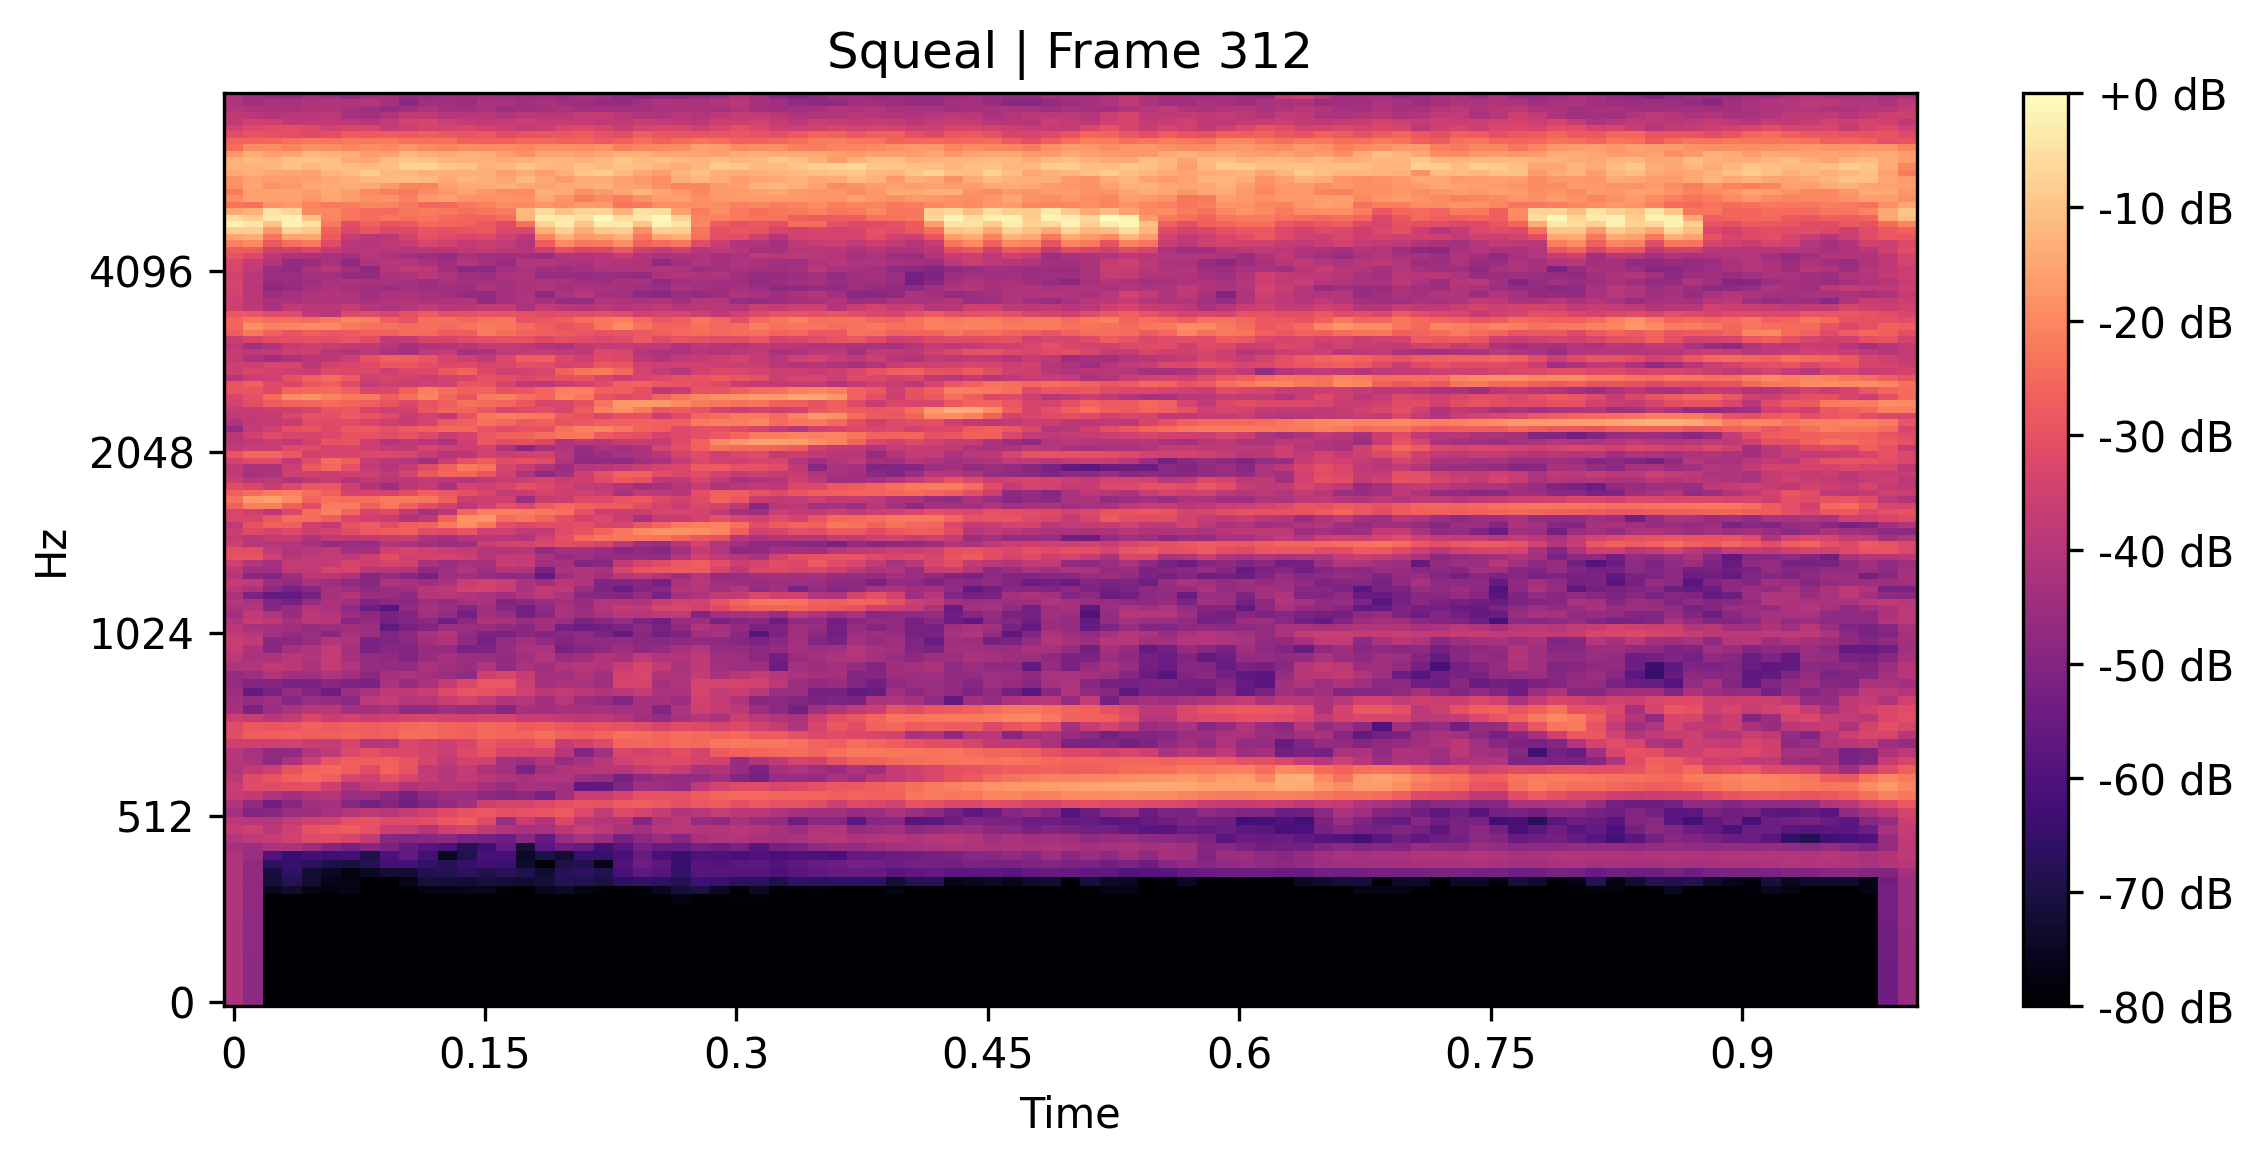 Squeal | Frame 312
+0 dB
-10 dB
-20 dB
-30 dB
-40 dB
-50 dB
-60 dB
-70 dB
-80 dB
4096
2048
1024
512
0
Hz
0
0.15
0.3
0.45
0.6
0.75
0.9
Time